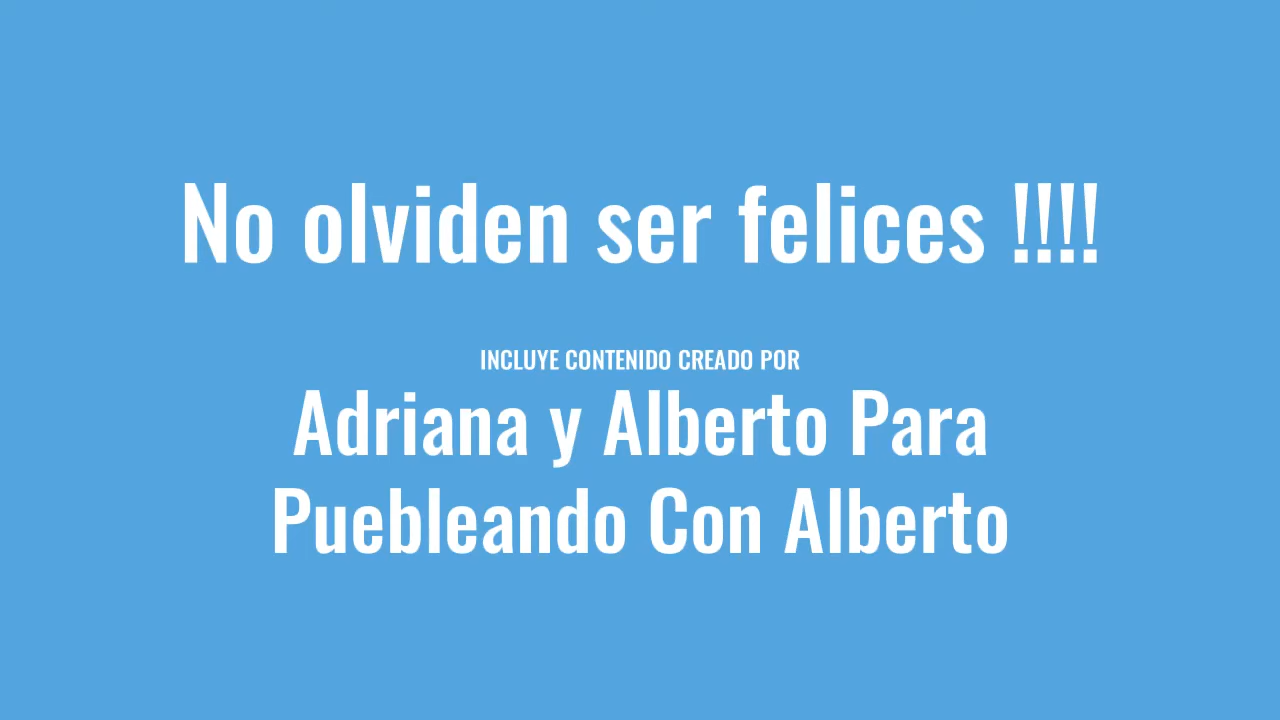 No olviden ser felices !!!!
INCLUYE CONTENIDO CREADO POR
Adriana y Alberto Para
Puebleando Con Alberto